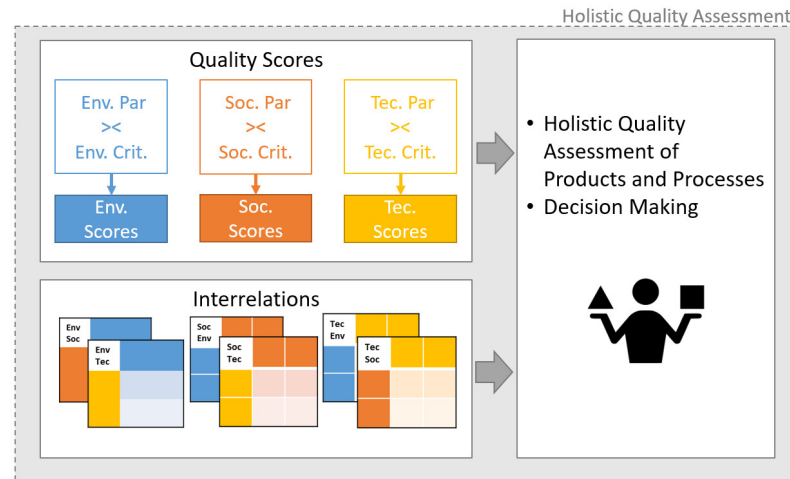 Holistic Quality Assessment
Quality Scores
Env. Par
><
Env. Crit.
Env.
Scores
Soc. Par
><
Soc. Crit.
Soc.
Scores
Tec. Par
><
Tec. Crit.
Tec.
Scores
Interrelations
Env
Soc
Env
Tec
Soc
Env
Soc
Tec
Tec
Env
Tec
Soc
• Holistic Quality
Assessment of
Products and Processes
• Decision Making